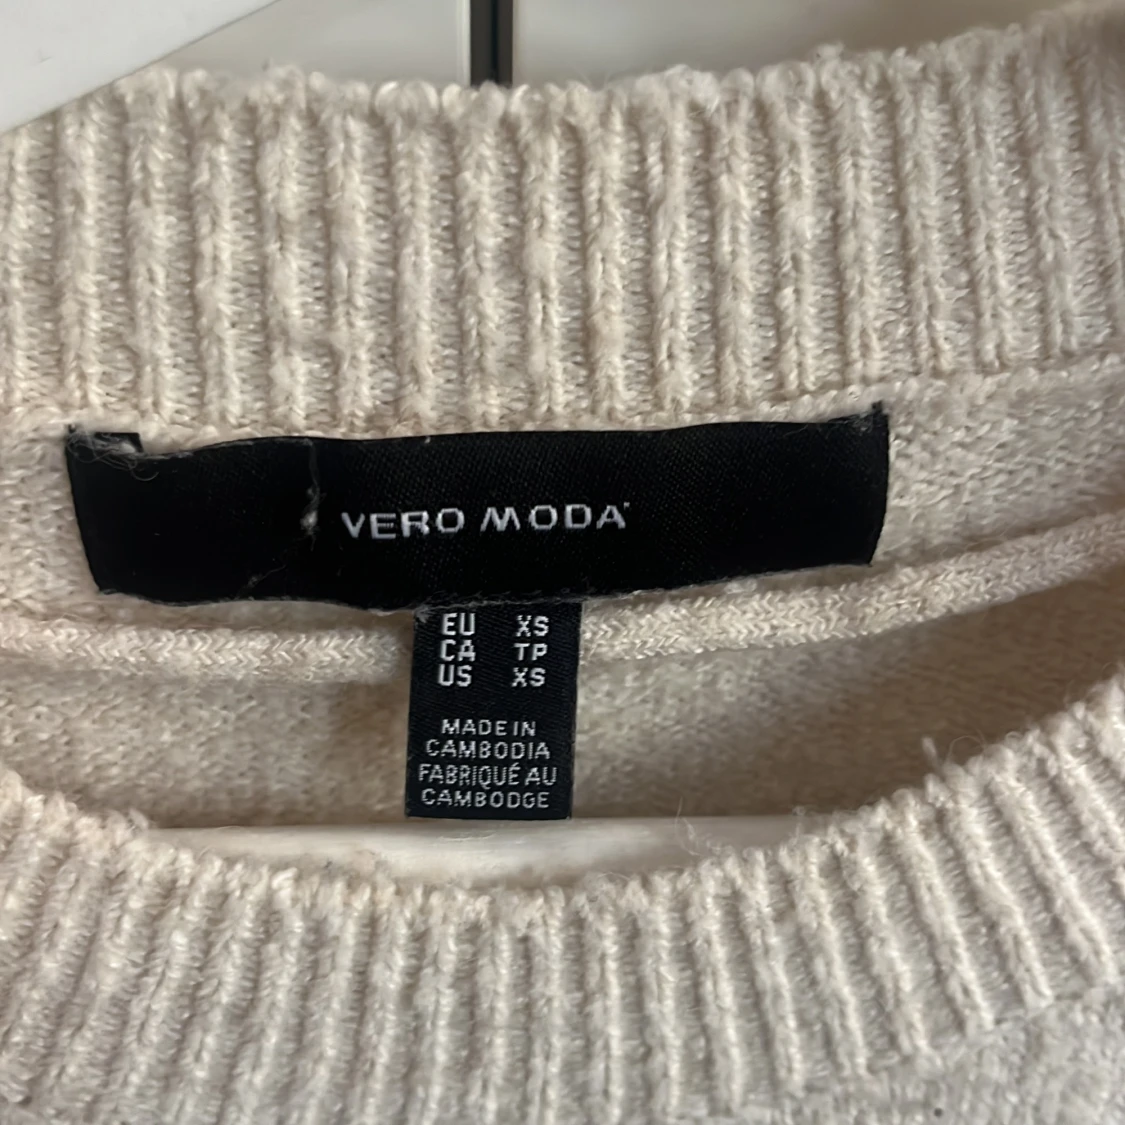 VERO MODA
EU XS
CA TP
US XS
MADE IN
CAMBODIA
FABRIQUÉ AU
CAMBODGE